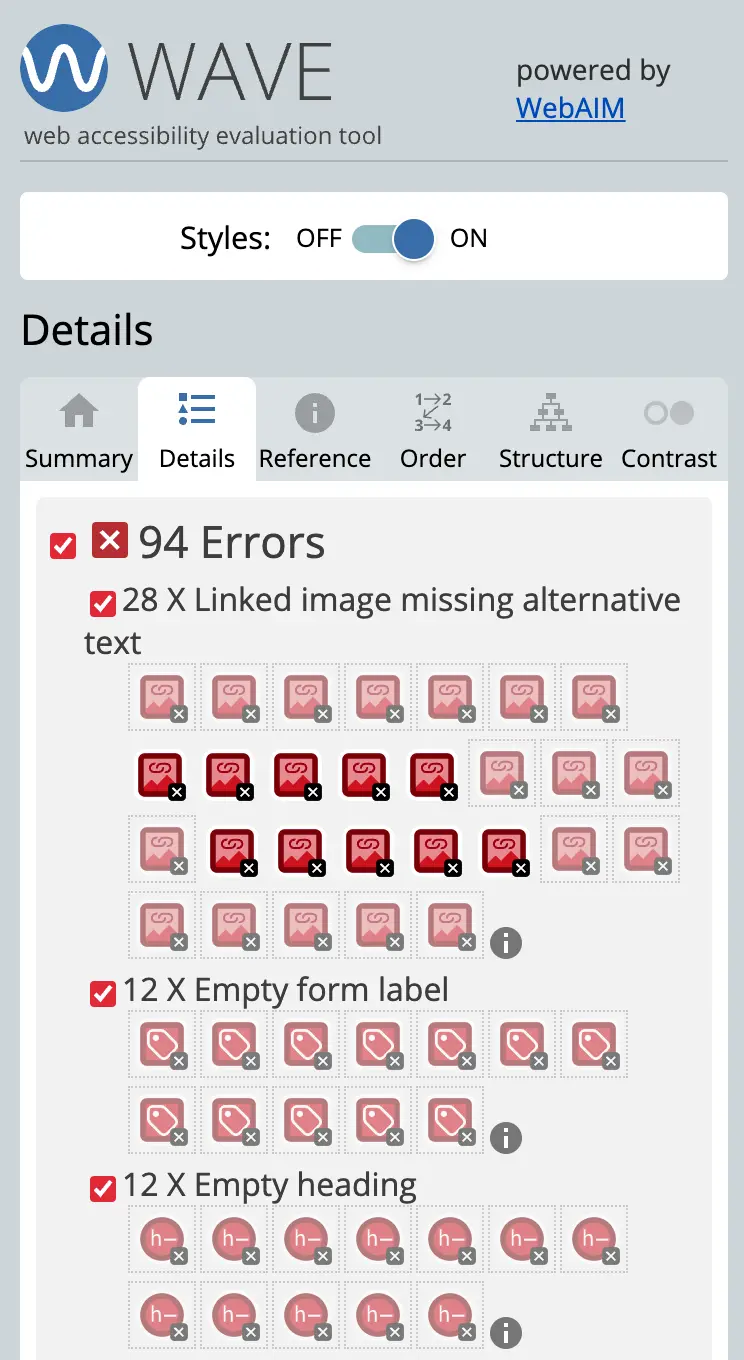 WAVE
powered by
WebAIM
web accessibility evaluation tool
Styles: OFF ON
Details
1→2
3→4
Summary Details Reference Order Structure Contrast
94 Errors
28 X Linked image missing alternative
text
12 X Empty form label
12 X Empty heading
h– h– h– h– h– h– h–
h– h– h– h– h–